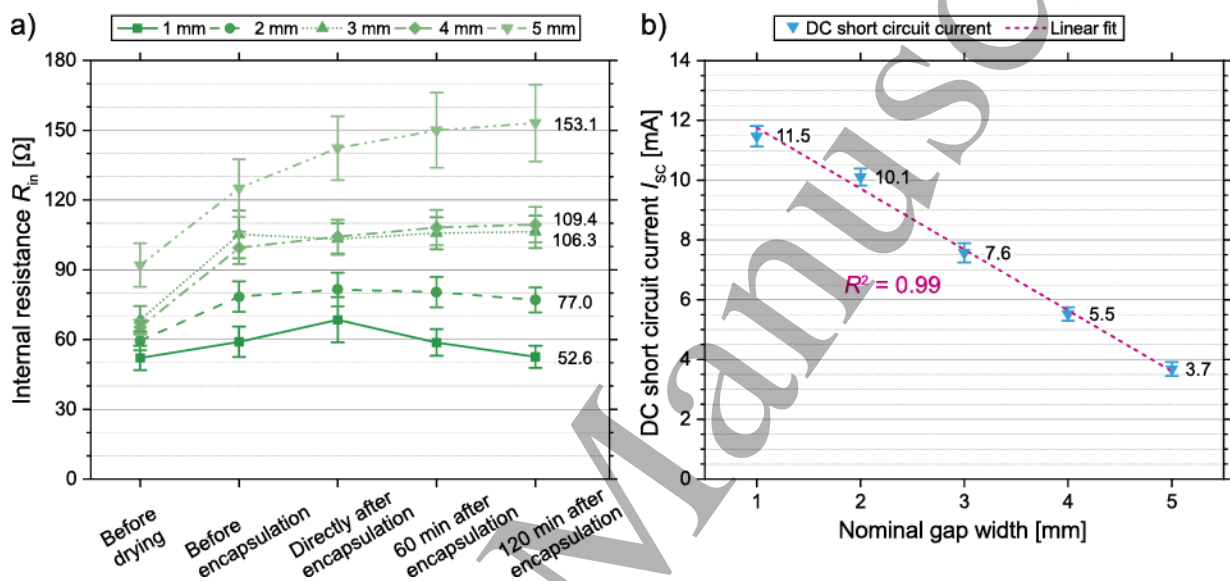 a)
1 mm 2 mm 3 mm 4 mm 5 mm
Internal resistance Rin [Ω]
180
150
120
90
60
30
0
153.1
109.4
106.3
77.0
52.6
Before drying
Before encapsulation
Directly after encapsulation
60 min after encapsulation
120 min after encapsulation
b)
DC short circuit current Linear fit
DC short circuit current Isc [mA]
14
12
10
8
6
4
2
0
11.5
10.1
7.6
5.5
3.7
R² = 0.99
1 2 3 4 5
Nominal gap width [mm]
Manusc